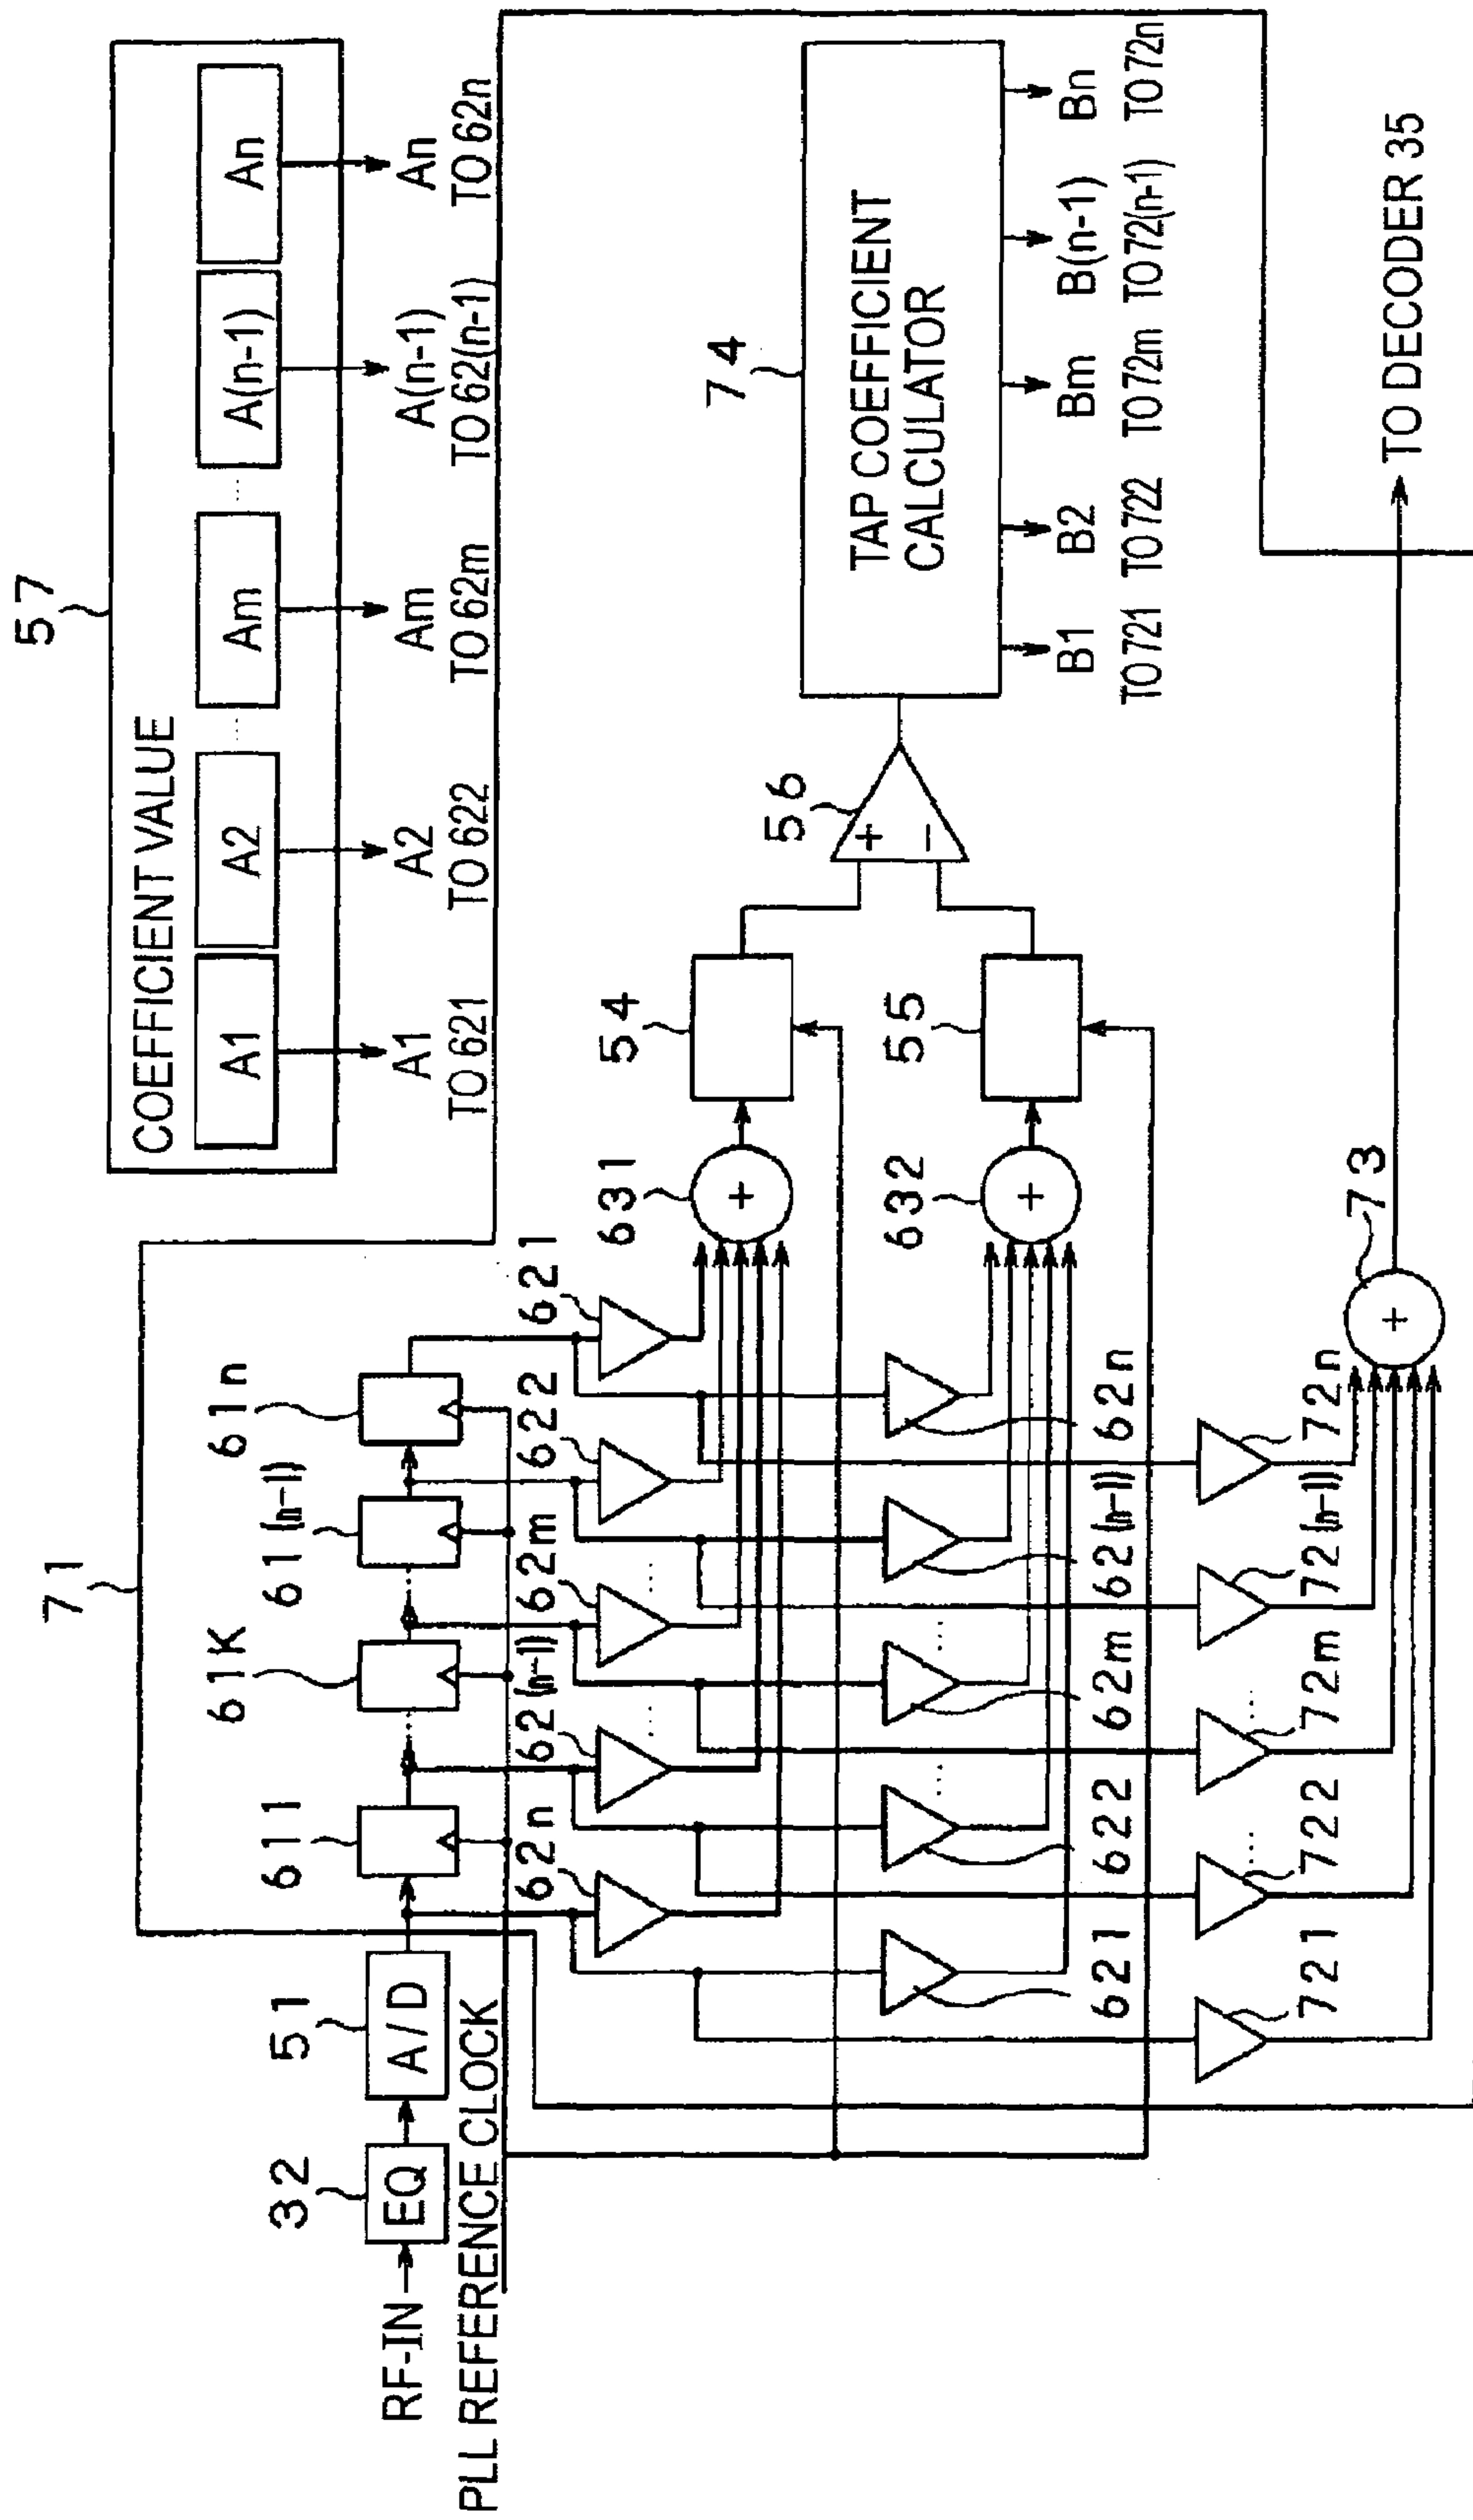 57
COEFFICIENT VALUE
A1
A2
Am
A(n-1)
An
A1
TO 621
A2
TO 622
Am
TO 62m
A(n-1)
TO 62(n-1)
An
TO 62n
71
RF-IN
32
EQ
51
A/D
PLL REFERENCE CLOCK
611
61K
61(n-1)
61n
62n
62(n-1)
62m
622
621
631
+
54
632
+
55
56
+
−
74
TAP COEFFICIENT
CALCULATOR
B1
B2
Bm
B(n-1)
Bn
TO 721
TO 722
TO 72m
TO 72(n-1)
TO 72n
621
622
62m
62(n-1)
62n
721
722
72m
72(n-1)
72n
73
+
TO DECODER 35